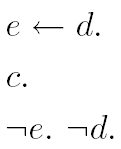 e ← d.
c.
¬e. ¬d.